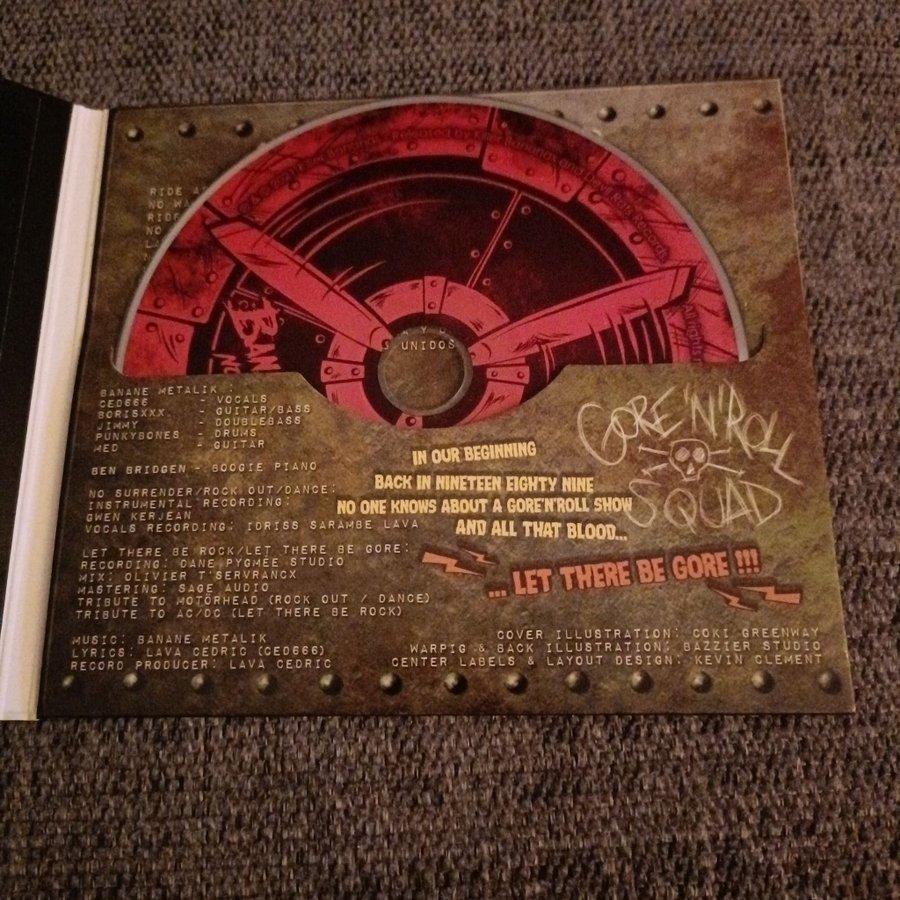 RIDE
NO
RIDE
NO
UNIDOS
BANANE METALIK :
CED666 - VOCALS
BORISXXX - GUITAR/BASS
JIMMY - DOUBLEBASS
PUNKYBONES - DRUMS
MED - GUITAR
BEN BRIDGEN - BOOGIE PIANO
NO SURRENDER/ROCK OUT/DANCE:
INSTRUMENTAL RECORDING:
GWEN KERJEAN
VOCALS RECORDING: IDRISS SARAMBE LAVA
LET THERE BE ROCK/LET THERE BE GORE:
RECORDING: DANE PYGMÉE STUDIO
MIX: OLIVIER T'SERVRANCX
MASTERING: SAGE AUDIO
TRIBUTE TO MOTÖRHEAD (ROCK OUT / DANCE)
TRIBUTE TO AC/DC (LET THERE BE ROCK)
MUSIC: BANANE METALIK
LYRICS: LAVA CEDRIC (CED666)
RECORD PRODUCER: LAVA CEDRIC
IN OUR BEGINNING
BACK IN NINETEEN EIGHTY NINE
NO ONE KNOWS ABOUT A GORE'N'ROLL SHOW
AND ALL THAT BLOOD...
... LET THERE BE GORE !!!
GORE 'N' ROLL
SQUAD
COVER ILLUSTRATION: COKI GREENWAY
WARPIG & BACK ILLUSTRATION: BAZZIER STUDIO
CENTER LABELS & LAYOUT DESIGN: KEVIN CLEMENT